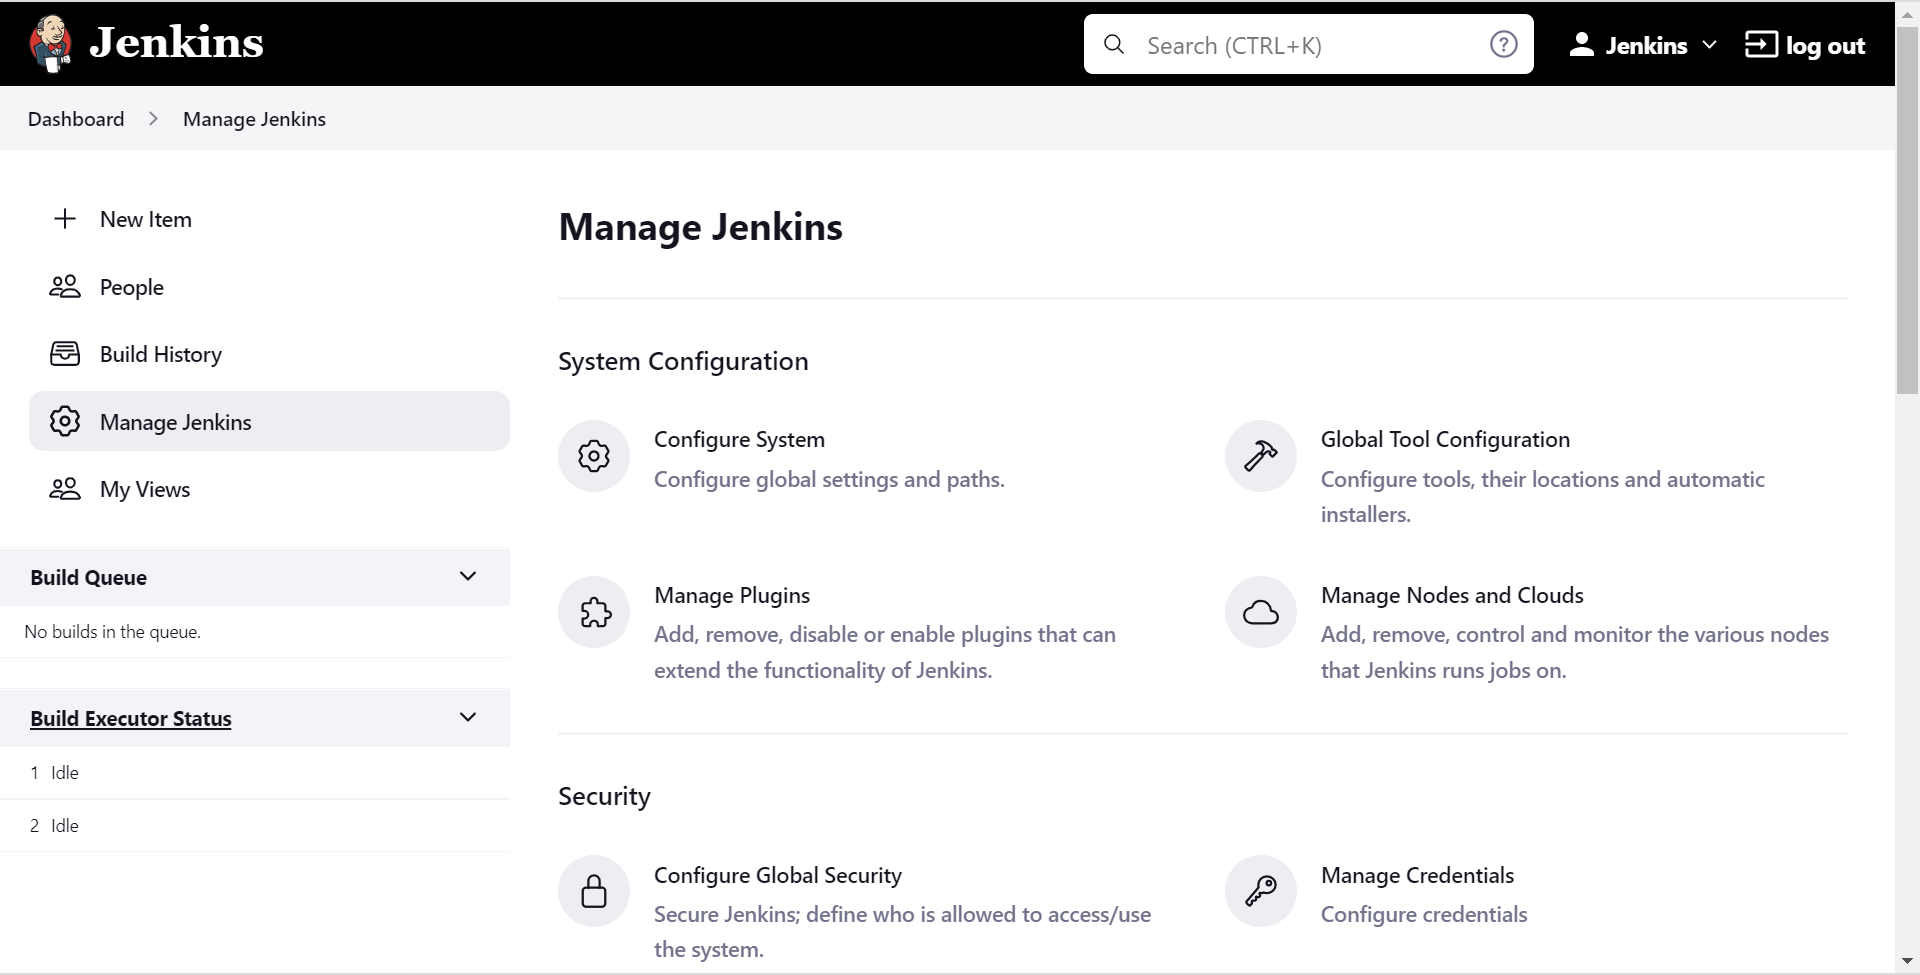 Jenkins
Search (CTRL+K)
Jenkins
log out
Dashboard
Manage Jenkins
New Item
People
Build History
Manage Jenkins
My Views
Build Queue
No builds in the queue.
Build Executor Status
1 Idle
2 Idle
Manage Jenkins
System Configuration
Configure System
Configure global settings and paths.
Global Tool Configuration
Configure tools, their locations and automatic
installers.
Manage Plugins
Add, remove, disable or enable plugins that can
extend the functionality of Jenkins.
Manage Nodes and Clouds
Add, remove, control and monitor the various nodes
that Jenkins runs jobs on.
Security
Configure Global Security
Secure Jenkins; define who is allowed to access/use
the system.
Manage Credentials
Configure credentials